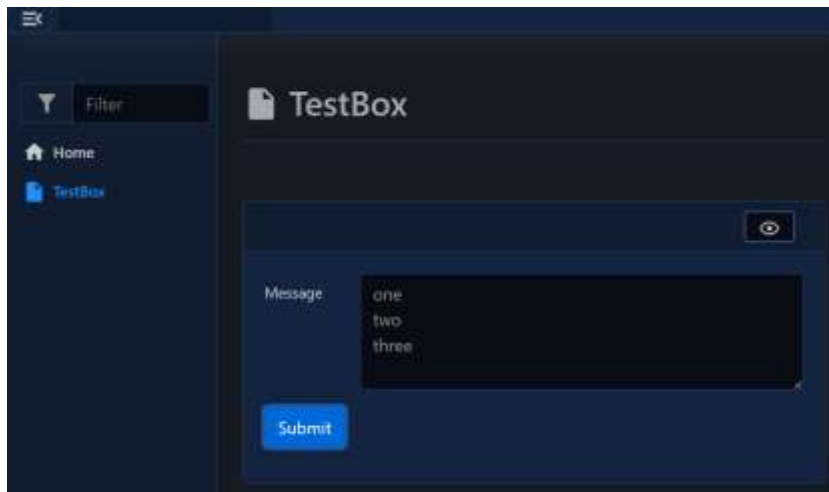 Filter
Home
TestBox
TestBox
Message
one
two
three
Submit